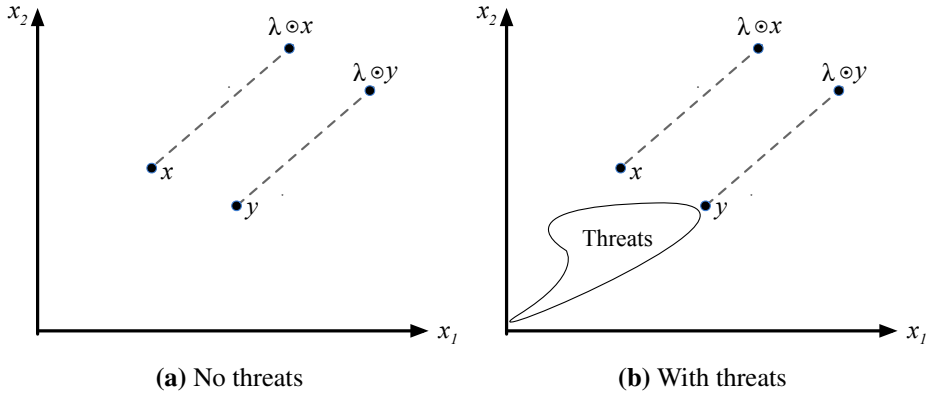 x₂ λ⊙x λ⊙y x y x₁
x₂ λ⊙x λ⊙y x y Threats x₁
(a) No threats (b) With threats